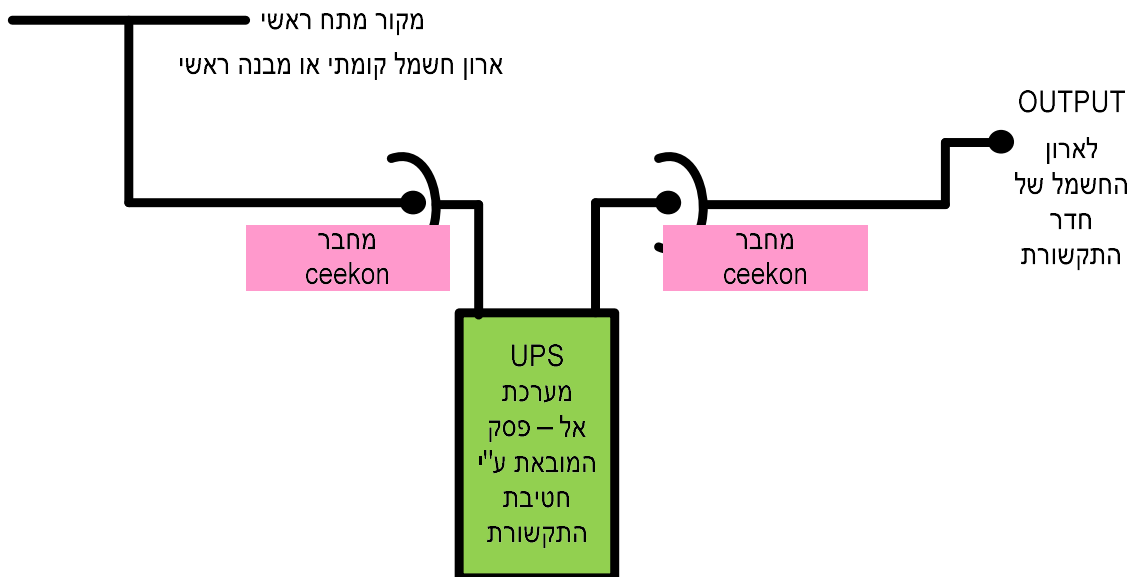 מקור מתח ראשי
ארון חשמל קומתי או מבנה ראשי
OUTPUT
לארון
החשמל של
חדר
התקשורת
מחבר
ceekon
מחבר
ceekon
UPS
מערכת
אל – פסק
המובאת ע"י
חטיבת
התקשורת